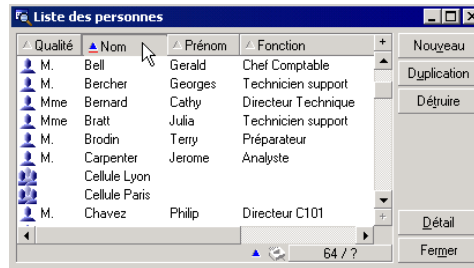 Liste des personnes
Qualité Nom Prénom Fonction +
M. Bell Gerald Chef Comptable
M. Bercher Georges Technicien support
Mme Bernard Cathy Directeur Technique
Mme Bratt Julia Technicien support
M. Brodin Terry Préparateur
M. Carpenter Jerome Analyste
Cellule Lyon
Cellule Paris
M. Chavez Philip Directeur C101
64 / ?
Nouveau
Duplication
Détruire
Détail
Fermer